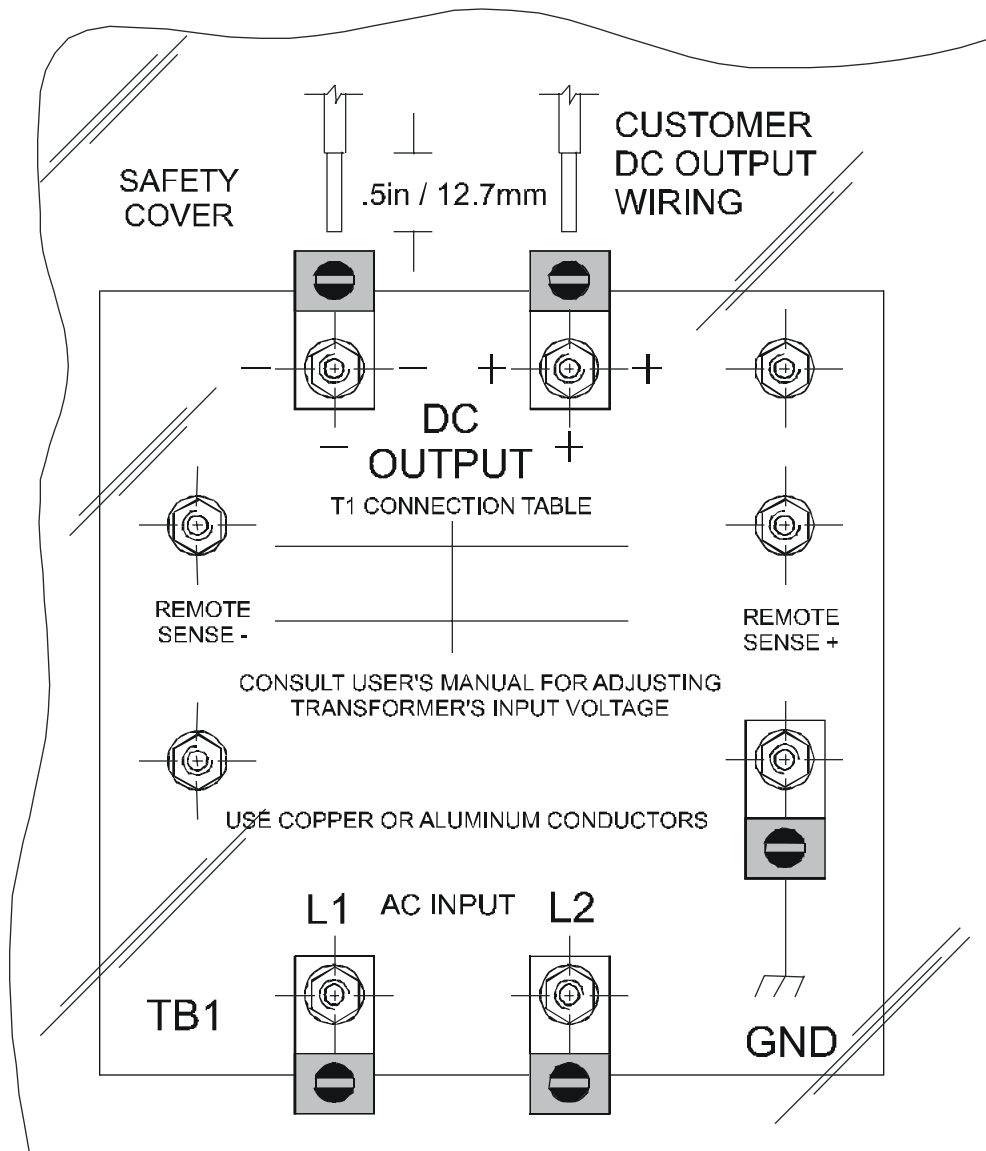 CUSTOMER
DC OUTPUT
WIRING
SAFETY
COVER
.5in / 12.7mm
- - + +
- +
DC
OUTPUT
T1 CONNECTION TABLE
REMOTE
SENSE -
REMOTE
SENSE +
CONSULT USER'S MANUAL FOR ADJUSTING
TRANSFORMER'S INPUT VOLTAGE
USE COPPER OR ALUMINUM CONDUCTORS
L1 AC INPUT L2
TB1
GND